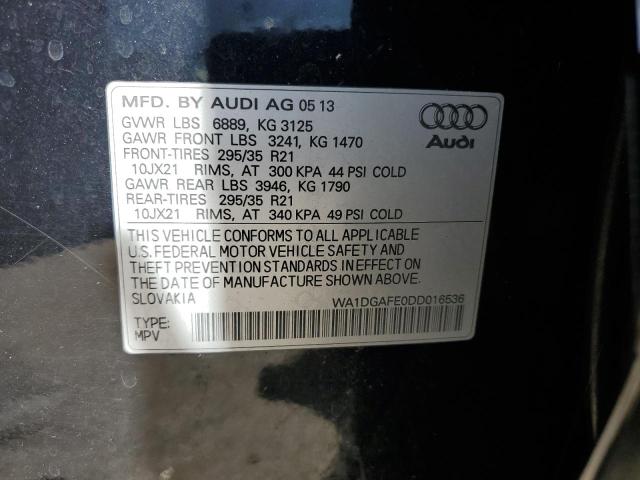 MFD. BY AUDI AG 05 13
GVWR LBS 6889, KG 3125
GAWR FRONT LBS 3241, KG 1470
FRONT-TIRES 295/35 R21
10JX21 RIMS, AT 300 KPA 44 PSI COLD
GAWR REAR LBS 3946, KG 1790
REAR-TIRES 295/35 R21
10JX21 RIMS, AT 340 KPA 49 PSI COLD
Audi
THIS VEHICLE CONFORMS TO ALL APPLICABLE
U.S. FEDERAL MOTOR VEHICLE SAFETY AND
THEFT PREVENTION STANDARDS IN EFFECT ON
THE DATE OF MANUFACTURE SHOWN ABOVE.
SLOVAKIA WA1DGAFE0DD016536
TYPE:
MPV